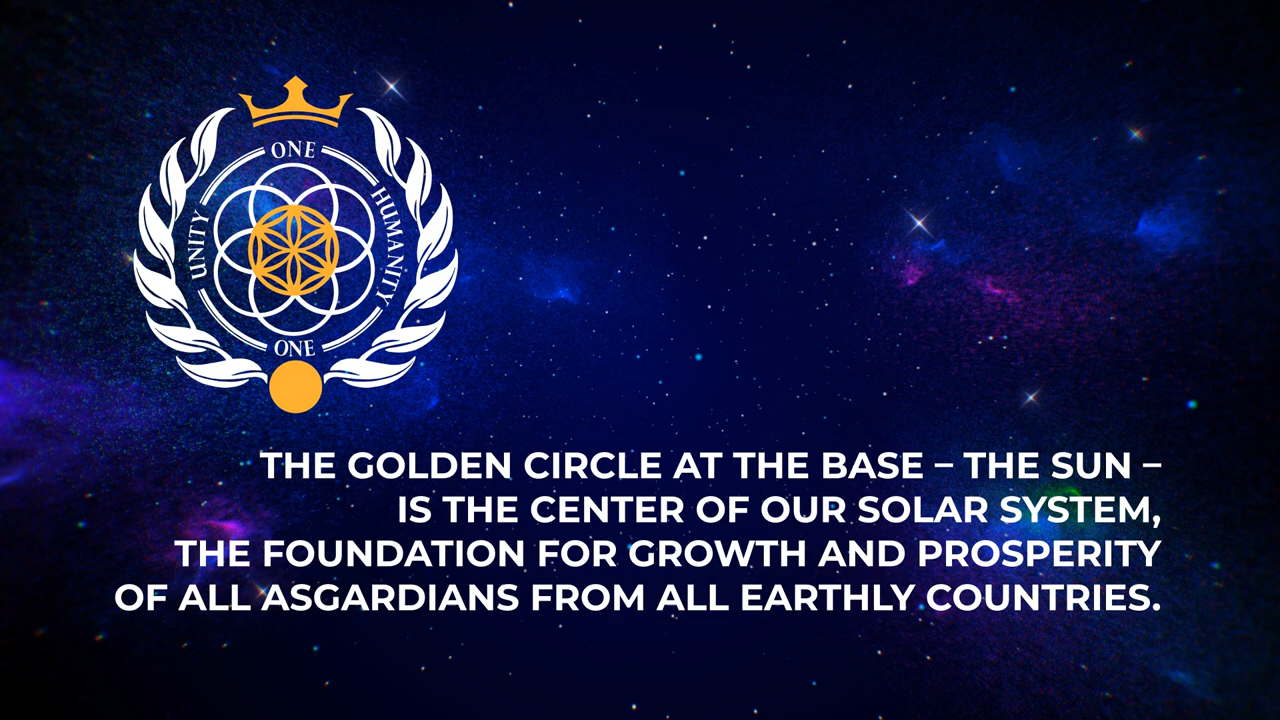 ONE
UNITY
HUMANITY
ONE
THE GOLDEN CIRCLE AT THE BASE – THE SUN –
IS THE CENTER OF OUR SOLAR SYSTEM,
THE FOUNDATION FOR GROWTH AND PROSPERITY
OF ALL ASGARDIANS FROM ALL EARTHLY COUNTRIES.